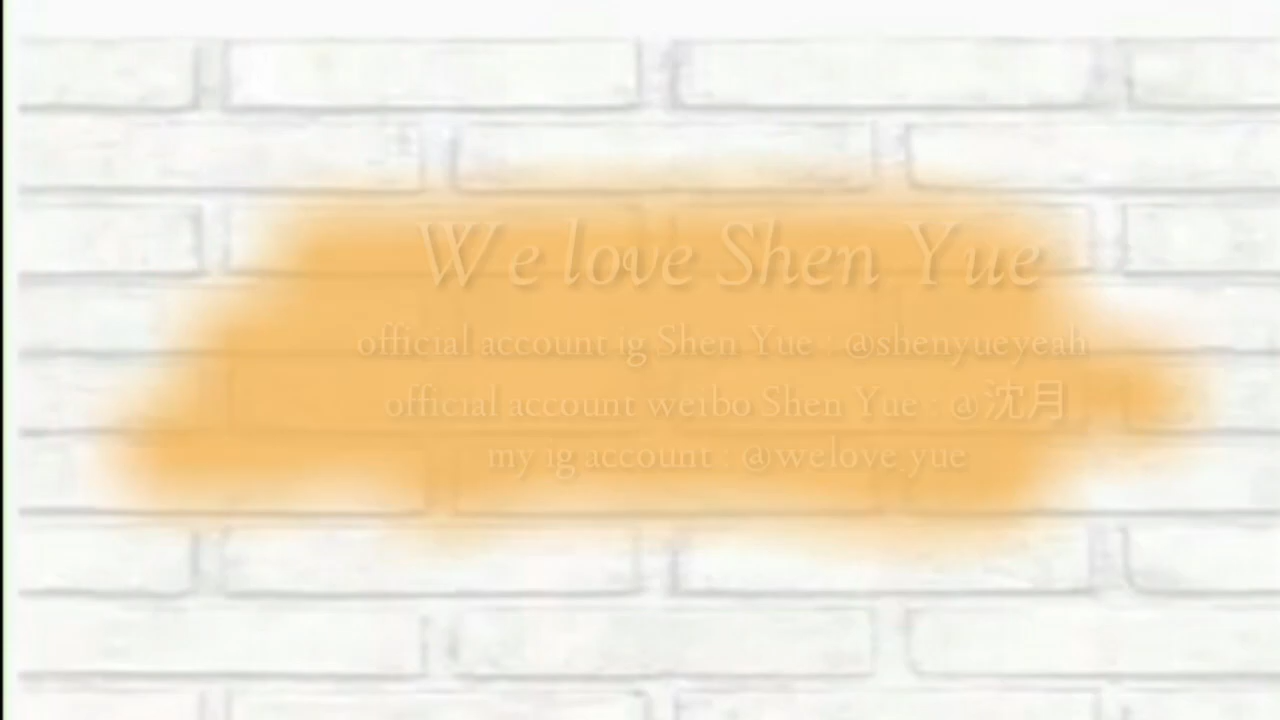 We love Shen Yue
official account ig Shen Yue : @shenyueyeah
official account weibo Shen Yue : @沈月
my ig account : @welove.yue